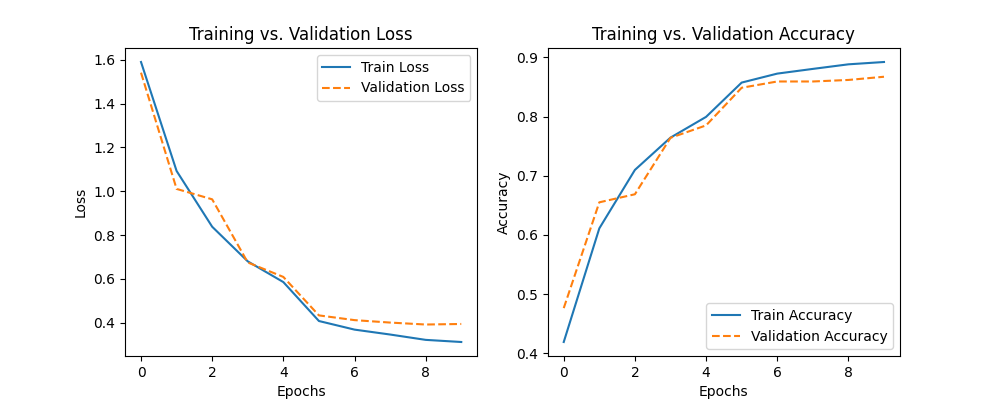 Training vs. Validation Loss
1.6
1.4
1.2
1.0
0.8
0.6
0.4
Loss
0 2 4 6 8
Epochs
Train Loss
Validation Loss
Training vs. Validation Accuracy
0.9
0.8
0.7
0.6
0.5
0.4
Accuracy
0 2 4 6 8
Epochs
Train Accuracy
Validation Accuracy